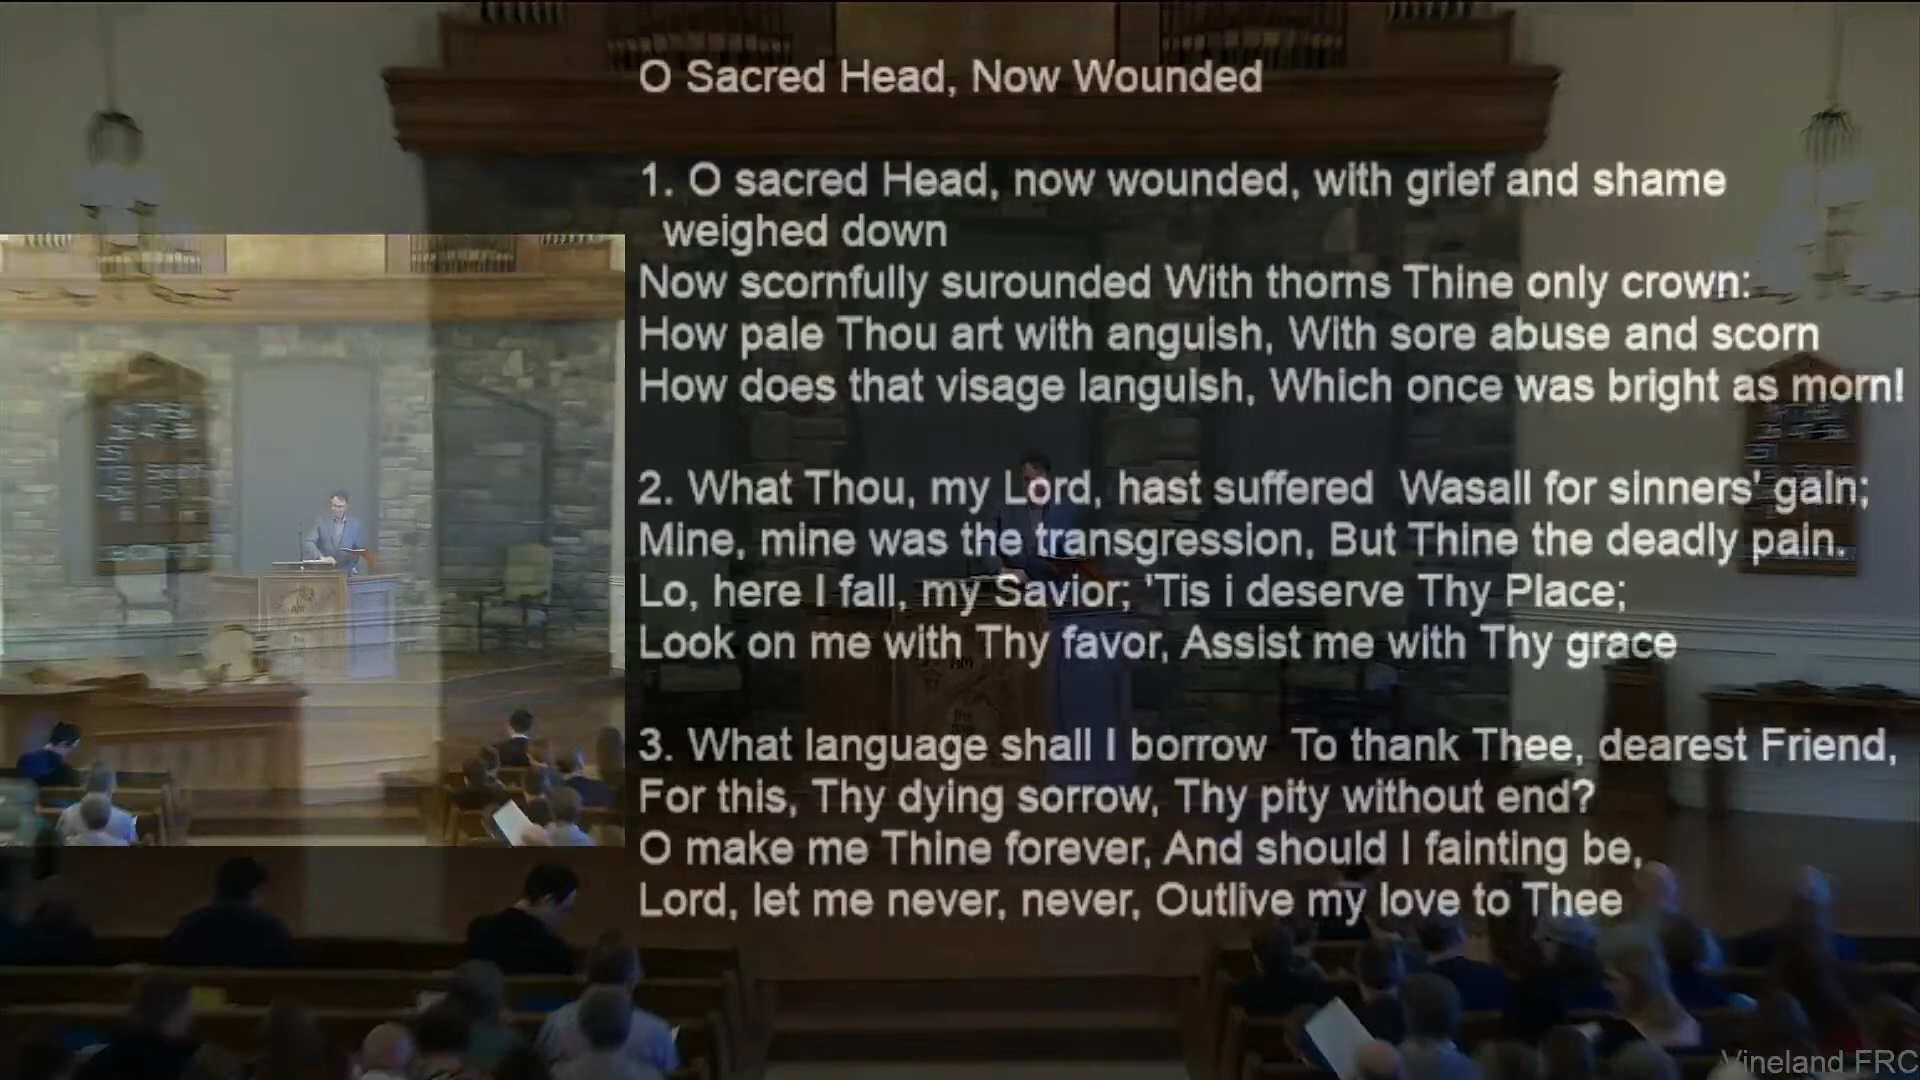 O Sacred Head, Now Wounded
1. O sacred Head, now wounded, with grief and shame
weighed down
Now scornfully surounded With thorns Thine only crown:
How pale Thou art with anguish, With sore abuse and scorn
How does that visage languish, Which once was bright as morn!
2. What Thou, my Lord, hast suffered Wasall for sinners' gain;
Mine, mine was the transgression, But Thine the deadly pain.
Lo, here I fall, my Savior; 'Tis i deserve Thy Place;
Look on me with Thy favor, Assist me with Thy grace
3. What language shall I borrow To thank Thee, dearest Friend,
For this, Thy dying sorrow, Thy pity without end?
O make me Thine forever, And should I fainting be,
Lord, let me never, never, Outlive my love to Thee
I AM
AM
Vineland FRC